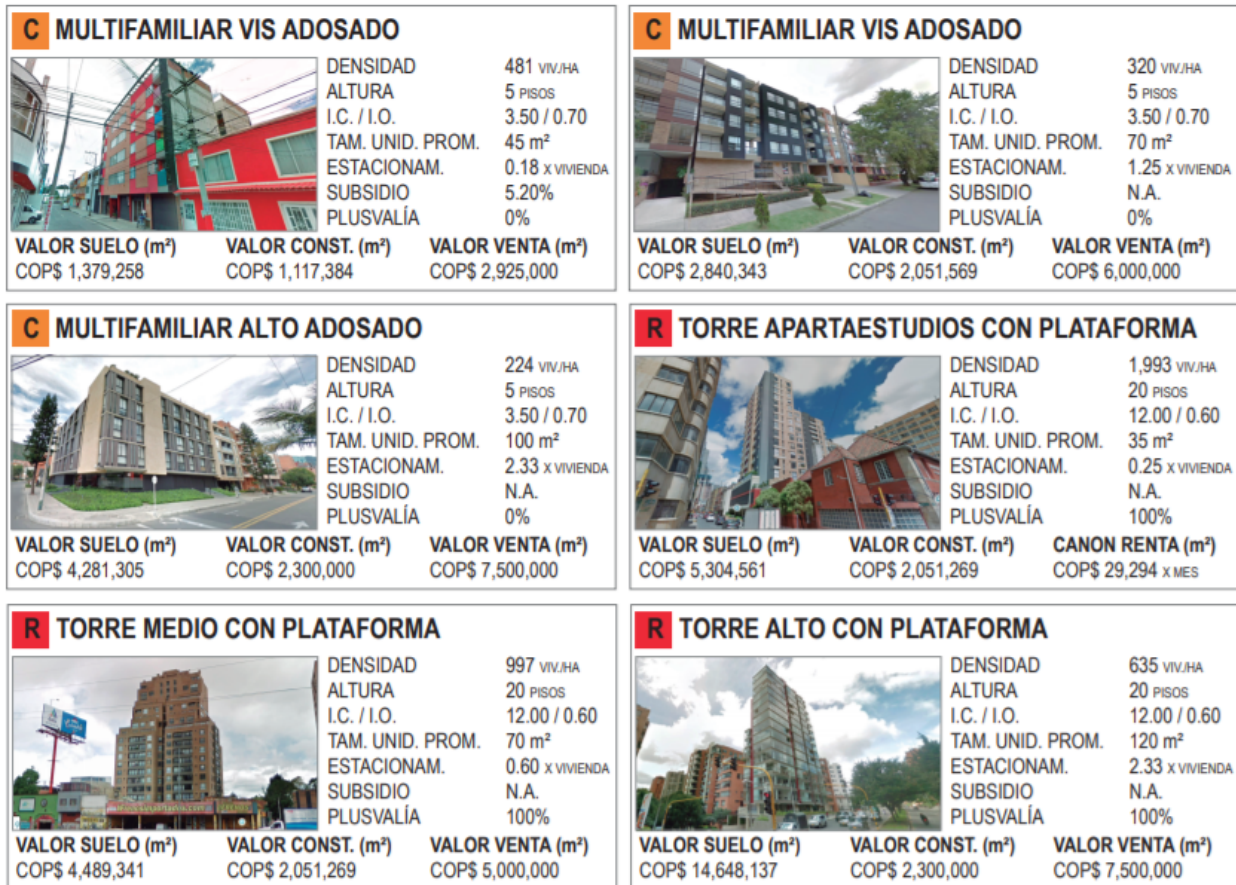 C MULTIFAMILIAR VIS ADOSADO
DENSIDAD 481 VIV./HA
ALTURA 5 PISOS
I.C. / I.O. 3.50 / 0.70
TAM. UNID. PROM. 45 m²
ESTACIONAM. 0.18 X VIVIENDA
SUBSIDIO 5.20%
PLUSVALÍA 0%
VALOR SUELO (m²) VALOR CONST. (m²) VALOR VENTA (m²)
COP$ 1,379,258 COP$ 1,117,384 COP$ 2,925,000
C MULTIFAMILIAR VIS ADOSADO
DENSIDAD 320 VIV./HA
ALTURA 5 PISOS
I.C. / I.O. 3.50 / 0.70
TAM. UNID. PROM. 70 m²
ESTACIONAM. 1.25 X VIVIENDA
SUBSIDIO N.A.
PLUSVALÍA 0%
VALOR SUELO (m²) VALOR CONST. (m²) VALOR VENTA (m²)
COP$ 2,840,343 COP$ 2,051,569 COP$ 6,000,000
C MULTIFAMILIAR ALTO ADOSADO
DENSIDAD 224 VIV./HA
ALTURA 5 PISOS
I.C. / I.O. 3.50 / 0.70
TAM. UNID. PROM. 100 m²
ESTACIONAM. 2.33 X VIVIENDA
SUBSIDIO N.A.
PLUSVALÍA 0%
VALOR SUELO (m²) VALOR CONST. (m²) VALOR VENTA (m²)
COP$ 4,281,305 COP$ 2,300,000 COP$ 7,500,000
R TORRE APARTAESTUDIOS CON PLATAFORMA
DENSIDAD 1,993 VIV./HA
ALTURA 20 PISOS
I.C. / I.O. 12.00 / 0.60
TAM. UNID. PROM. 35 m²
ESTACIONAM. 0.25 X VIVIENDA
SUBSIDIO N.A.
PLUSVALÍA 100%
VALOR SUELO (m²) VALOR CONST. (m²) CANON RENTA (m²)
COP$ 5,304,561 COP$ 2,051,269 COP$ 29,294 X MES
R TORRE MEDIO CON PLATAFORMA
DENSIDAD 997 VIV./HA
ALTURA 20 PISOS
I.C. / I.O. 12.00 / 0.60
TAM. UNID. PROM. 70 m²
ESTACIONAM. 0.60 X VIVIENDA
SUBSIDIO N.A.
PLUSVALÍA 100%
VALOR SUELO (m²) VALOR CONST. (m²) VALOR VENTA (m²)
COP$ 4,489,341 COP$ 2,051,269 COP$ 5,000,000
R TORRE ALTO CON PLATAFORMA
DENSIDAD 635 VIV./HA
ALTURA 20 PISOS
I.C. / I.O. 12.00 / 0.60
TAM. UNID. PROM. 120 m²
ESTACIONAM. 2.33 X VIVIENDA
SUBSIDIO N.A.
PLUSVALÍA 100%
VALOR SUELO (m²) VALOR CONST. (m²) VALOR VENTA (m²)
COP$ 14,648,137 COP$ 2,300,000 COP$ 7,500,000